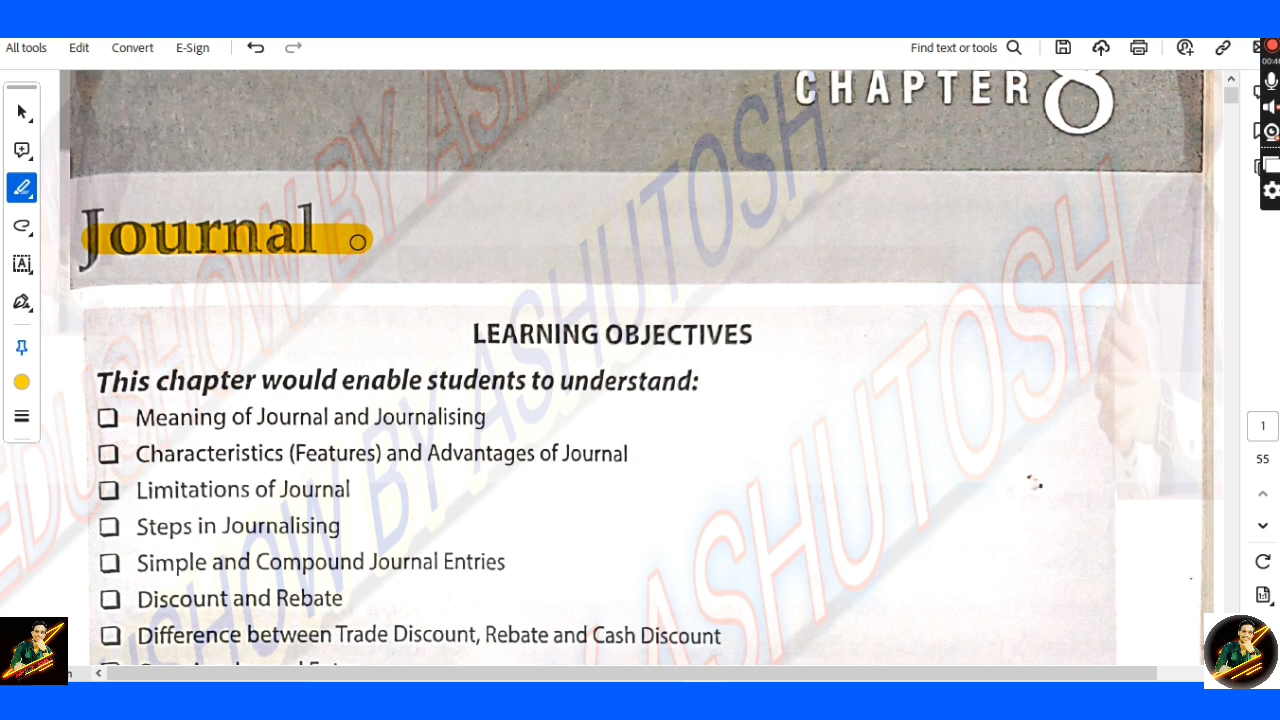 All tools Edit Convert E-Sign Find text or tools
CHAPTER 8
Journal
LEARNING OBJECTIVES
This chapter would enable students to understand:
Meaning of Journal and Journalising
Characteristics (Features) and Advantages of Journal
Limitations of Journal
Steps in Journalising
Simple and Compound Journal Entries
Discount and Rebate
Difference between Trade Discount, Rebate and Cash Discount
1
55
EDUSHOW BY ASHUTOSH